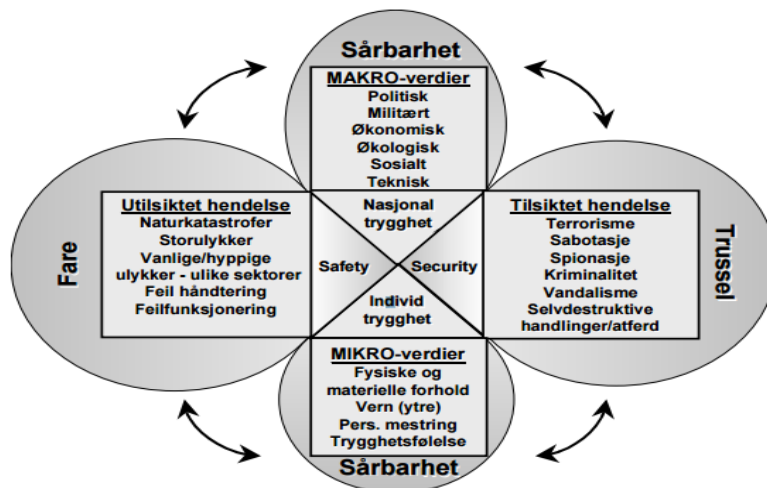 Sårbarhet
MAKRO-verdier
Politisk
Militært
Økonomisk
Økologisk
Sosialt
Teknisk
Nasjonal
trygghet
Fare
Utilsiktet hendelse
Naturkatastrofer
Storulykker
Vanlige/hyppige
ulykker - ulike sektorer
Feil håndtering
Feilfunksjonering
Safety
Security
Tilsiktet hendelse
Terrorisme
Sabotasje
Spionasje
Kriminalitet
Vandalisme
Selvdestruktive
handlinger/atferd
Trussel
Individ
trygghet
MIKRO-verdier
Fysiske og
materielle forhold
Vern (ytre)
Pers. mestring
Trygghetsfølelse
Sårbarhet